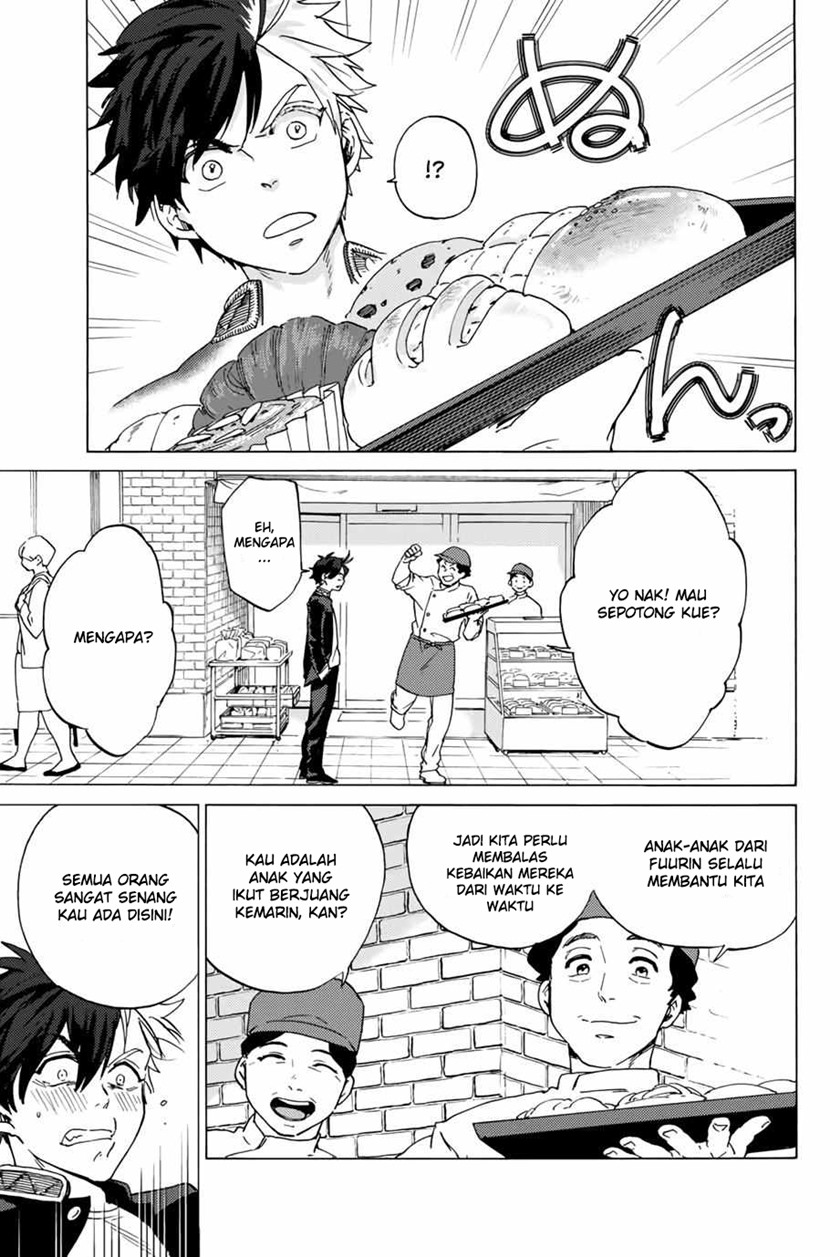 ぬ
!?
んっ
YO NAK! MAU
SEPOTONG KUE?
EH,
MENGAPA
...
MENGAPA?
ANAK-ANAK DARI
FUURIN SELALU
MEMBANTU KITA
JADI KITA PERLU
MEMBALAS
KEBAIKAN MEREKA
DARI WAKTU KE
WAKTU
KAU ADALAH
ANAK YANG
IKUT BERJUANG
KEMARIN, KAN?
SEMUA ORANG
SANGAT SENANG
KAU ADA DISINI!